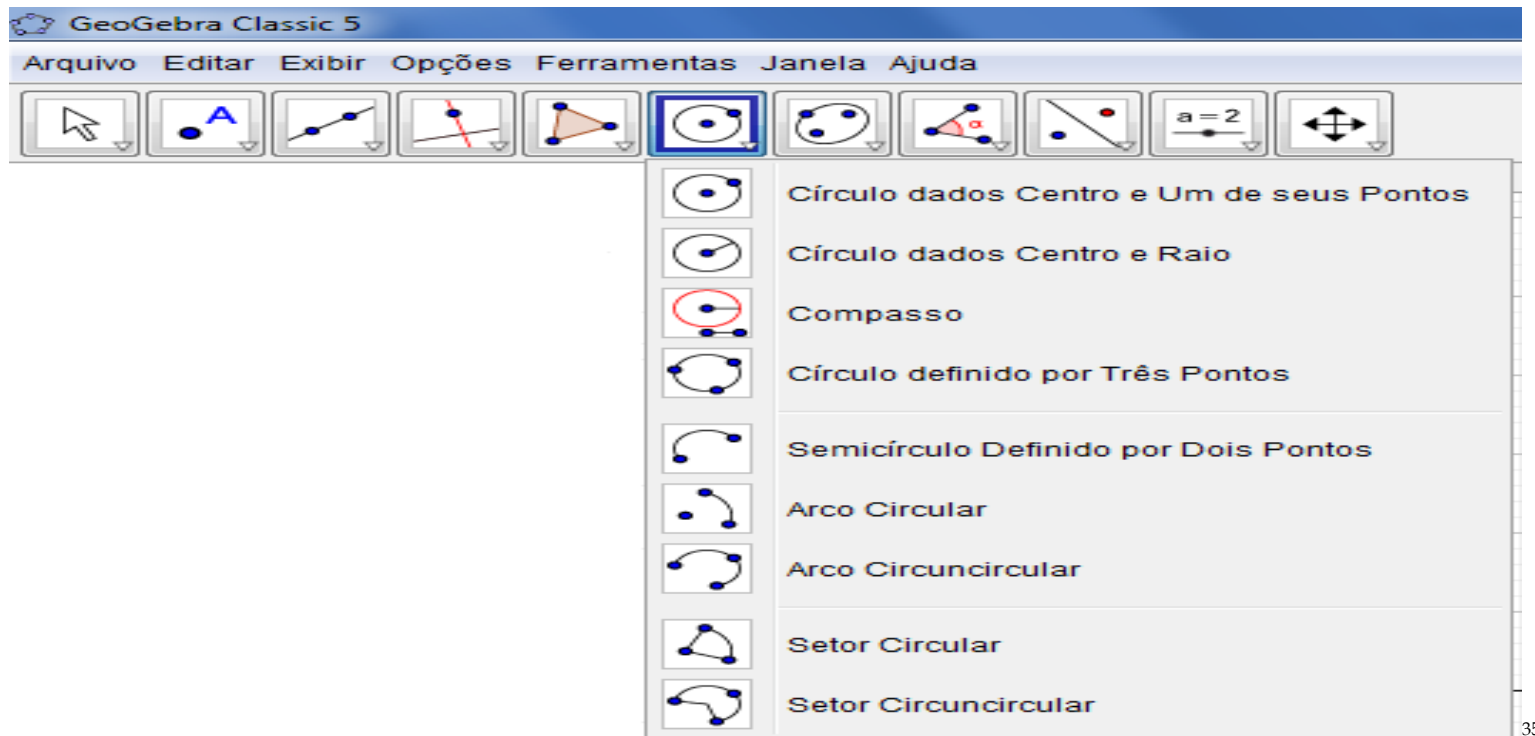 GeoGebra Classic 5
Arquivo Editar Exibir Opções Ferramentas Janela Ajuda
A
α
a = 2
Círculo dados Centro e Um de seus Pontos
Círculo dados Centro e Raio
Compasso
Círculo definido por Três Pontos
Semicírculo Definido por Dois Pontos
Arco Circular
Arco Circuncircular
Setor Circular
Setor Circuncircular
35